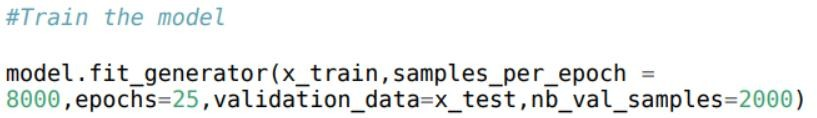 #Train the model
model.fit_generator(x_train,samples_per_epoch =
8000,epochs=25,validation_data=x_test,nb_val_samples=2000)